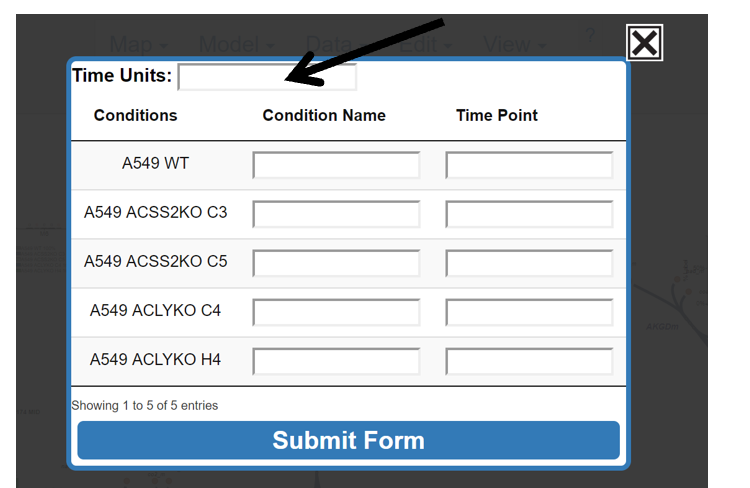 Map Model Data Edit View ?
Time Units:
Conditions Condition Name Time Point
A549 WT
A549 ACSS2KO C3
A549 ACSS2KO C5
A549 ACLYKO C4
A549 ACLYKO H4
Showing 1 to 5 of 5 entries
Submit Form